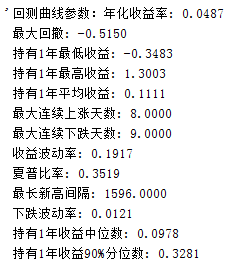 ' 回测曲线参数：年化收益率：0.0487
最大回撤：-0.5150
持有1年最低收益：-0.3483
持有1年最高收益：1.3003
持有1年平均收益：0.1111
最大连续上涨天数：8.0000
最大连续下跌天数：9.0000
收益波动率：0.1917
夏普比率：0.3519
最长新高间隔：1596.0000
下跌波动率：0.0121
持有1年收益中位数：0.0978
持有1年收益90%分位数：0.3281